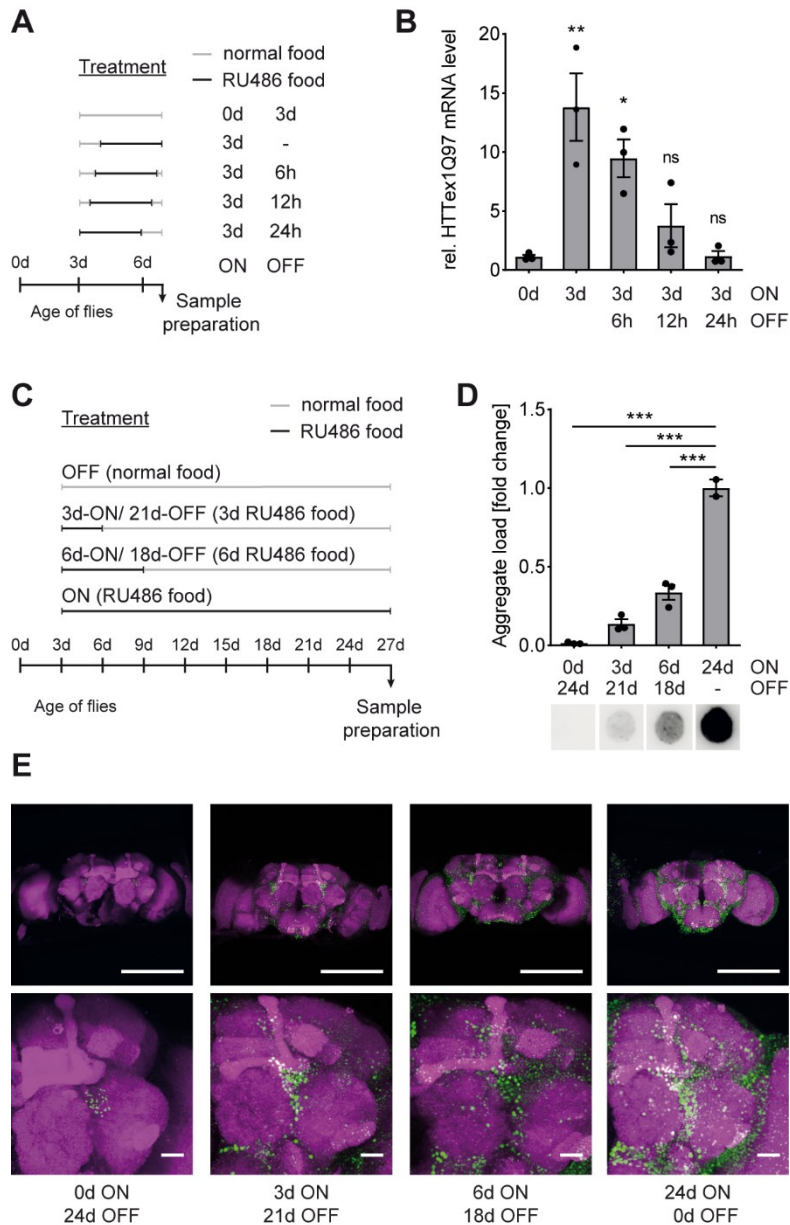 A
normal food
RU486 food
Treatment
0d 3d
3d -
3d 6h
3d 12h
3d 24h
ON OFF
0d 3d 6d
Age of flies
Sample
preparation
B
rel. HTTex1Q97 mRNA level
20
15
10
5
0
**
*
ns
ns
0d 3d 3d 3d 3d ON
6h 12h 24h OFF
C
normal food
RU486 food
Treatment
OFF (normal food)
3d-ON/ 21d-OFF (3d RU486 food)
6d-ON/ 18d-OFF (6d RU486 food)
ON (RU486 food)
0d 3d 6d 9d 12d 15d 18d 21d 24d 27d
Age of flies
Sample
preparation
D
Aggregate load [fold change]
1.5
1.0
0.5
0.0
***
***
***
0d 3d 6d 24d ON
24d 21d 18d - OFF
E
0d ON
24d OFF
3d ON
21d OFF
6d ON
18d OFF
24d ON
0d OFF